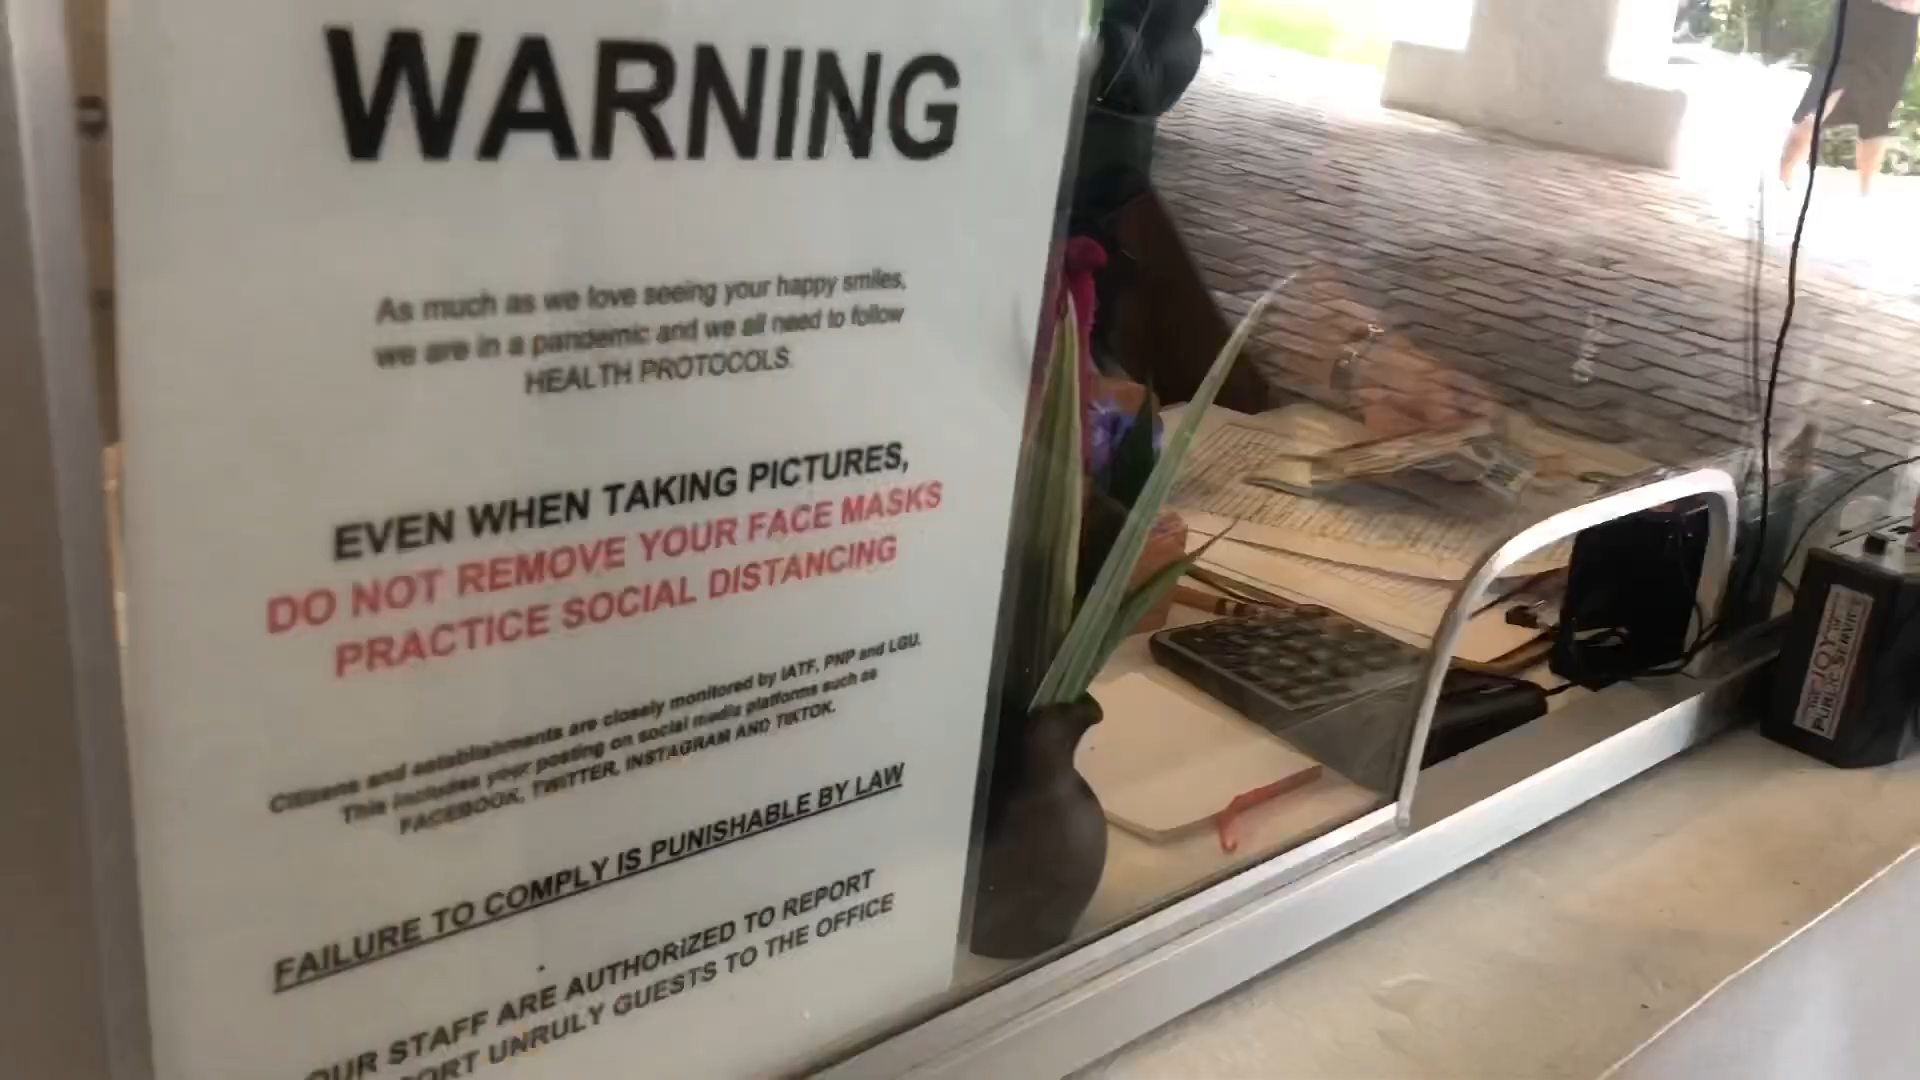 WARNING
As much as we love seeing your happy smiles,
we are in a pandemic and we all need to follow
HEALTH PROTOCOLS.
EVEN WHEN TAKING PICTURES,
DO NOT REMOVE YOUR FACE MASKS
PRACTICE SOCIAL DISTANCING
Citizens and establishments are closely monitored by IATF, PNP and LGU.
This includes your posting on social media platforms such as
FACEBOOK, TWITTER, INSTAGRAM AND TIKTOK.
FAILURE TO COMPLY IS PUNISHABLE BY LAW
OUR STAFF ARE AUTHORIZED TO REPORT
UNRULY GUESTS TO THE OFFICE
THE JOY OF
PUBLIC SERVICE